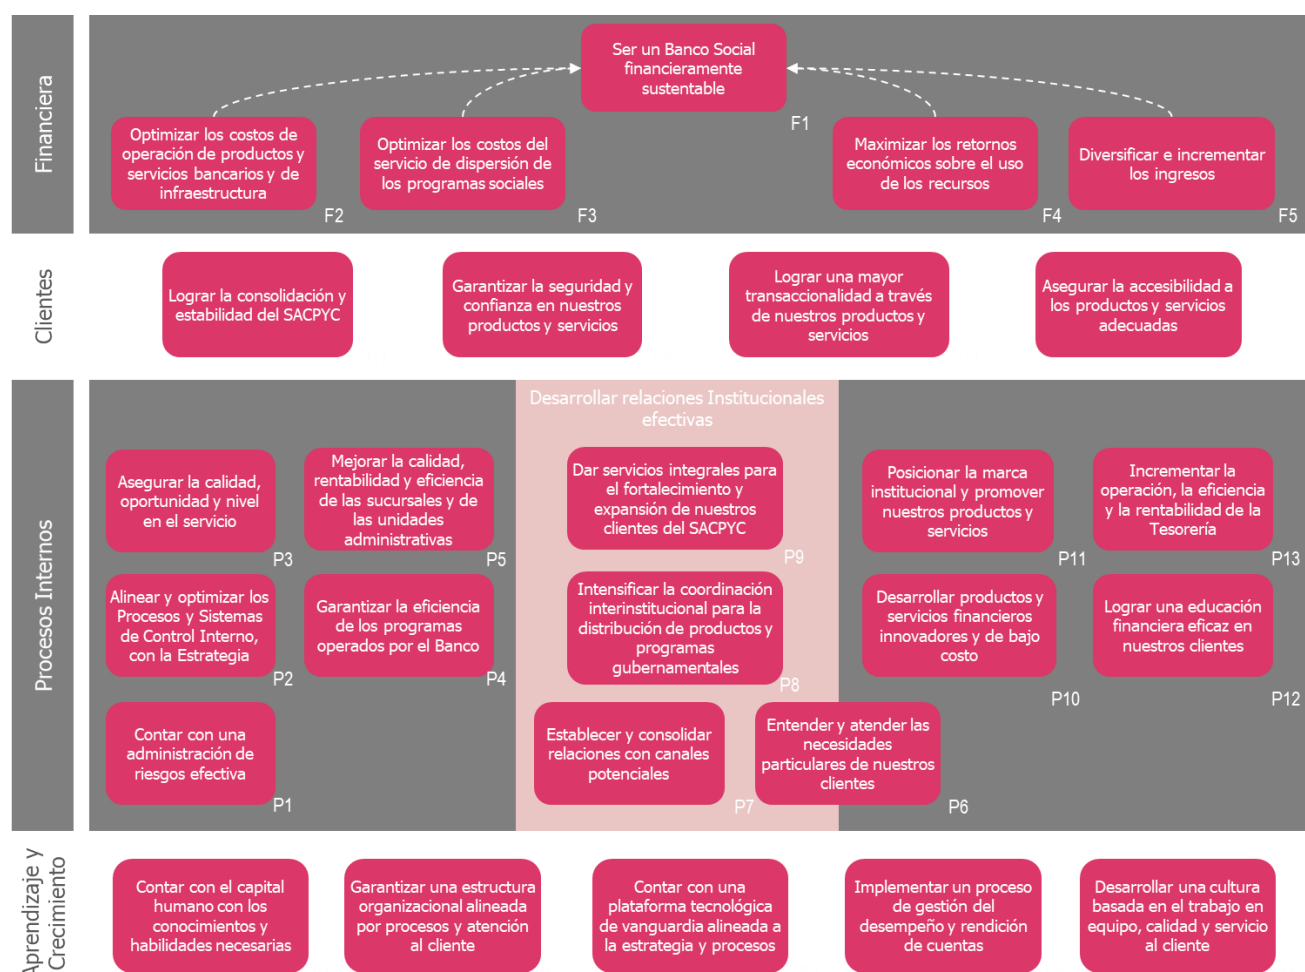 Financiera
Ser un Banco Social
financieramente
sustentable
F1
Optimizar los costos de
operación de productos y
servicios bancarios y de
infraestructura
F2
Optimizar los costos del
servicio de dispersión de
los programas sociales
F3
Maximizar los retornos
económicos sobre el uso
de los recursos
F4
Diversificar e incrementar
los ingresos
F5
Clientes
Lograr la consolidación y
estabilidad del SACPYC
Garantizar la seguridad y
confianza en nuestros
productos y servicios
Lograr una mayor
transaccionalidad a través
de nuestros productos y
servicios
Asegurar la accesibilidad a
los productos y servicios
adecuadas
Procesos Internos
Desarrollar relaciones Institucionales
efectivas
Asegurar la calidad,
oportunidad y nivel
en el servicio
P3
Mejorar la calidad,
rentabilidad y eficiencia
de las sucursales y de
las unidades
administrativas
P5
Dar servicios integrales para
el fortalecimiento y
expansión de nuestros
clientes del SACPYC
P9
Posicionar la marca
institucional y promover
nuestros productos y
servicios
P11
Incrementar la
operación, la eficiencia
y la rentabilidad de la
Tesorería
P13
Alinear y optimizar los
Procesos y Sistemas
de Control Interno,
con la Estrategia
P2
Garantizar la eficiencia
de los programas
operados por el Banco
P4
Intensificar la coordinación
interinstitucional para la
distribución de productos y
programas
gubernamentales
P8
Desarrollar productos y
servicios financieros
innovadores y de bajo
costo
P10
Lograr una educación
financiera eficaz en
nuestros clientes
P12
Contar con una
administración de
riesgos efectiva
P1
Establecer y consolidar
relaciones con canales
potenciales
P7
Entender y atender las
necesidades
particulares de nuestros
clientes
P6
Aprendizaje y
Crecimiento
Contar con el capital
humano con los
conocimientos y
habilidades necesarias
Garantizar una estructura
organizacional alineada
por procesos y atención
al cliente
Contar con una
plataforma tecnológica
de vanguardia alineada a
la estrategia y procesos
Implementar un proceso
de gestión del
desempeño y rendición
de cuentas
Desarrollar una cultura
basada en el trabajo en
equipo, calidad y servicio
al cliente